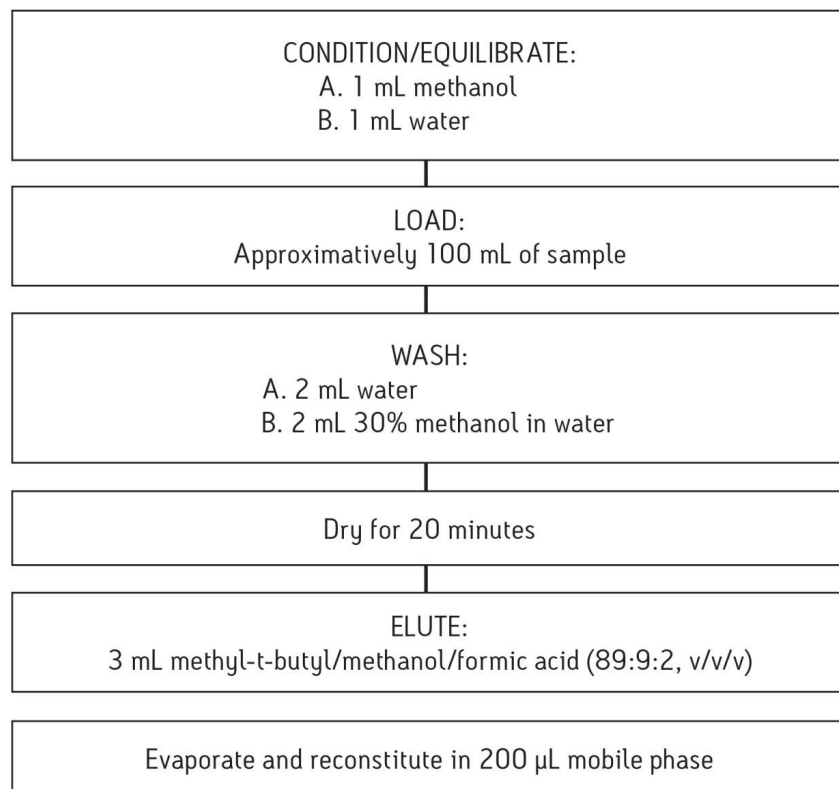 CONDITION/EQUILIBRATE:
A. 1 mL methanol
B. 1 mL water
LOAD:
Approximatively 100 mL of sample
WASH:
A. 2 mL water
B. 2 mL 30% methanol in water
Dry for 20 minutes
ELUTE:
3 mL methyl-t-butyl/methanol/formic acid (89:9:2, v/v/v)
Evaporate and reconstitute in 200 µL mobile phase